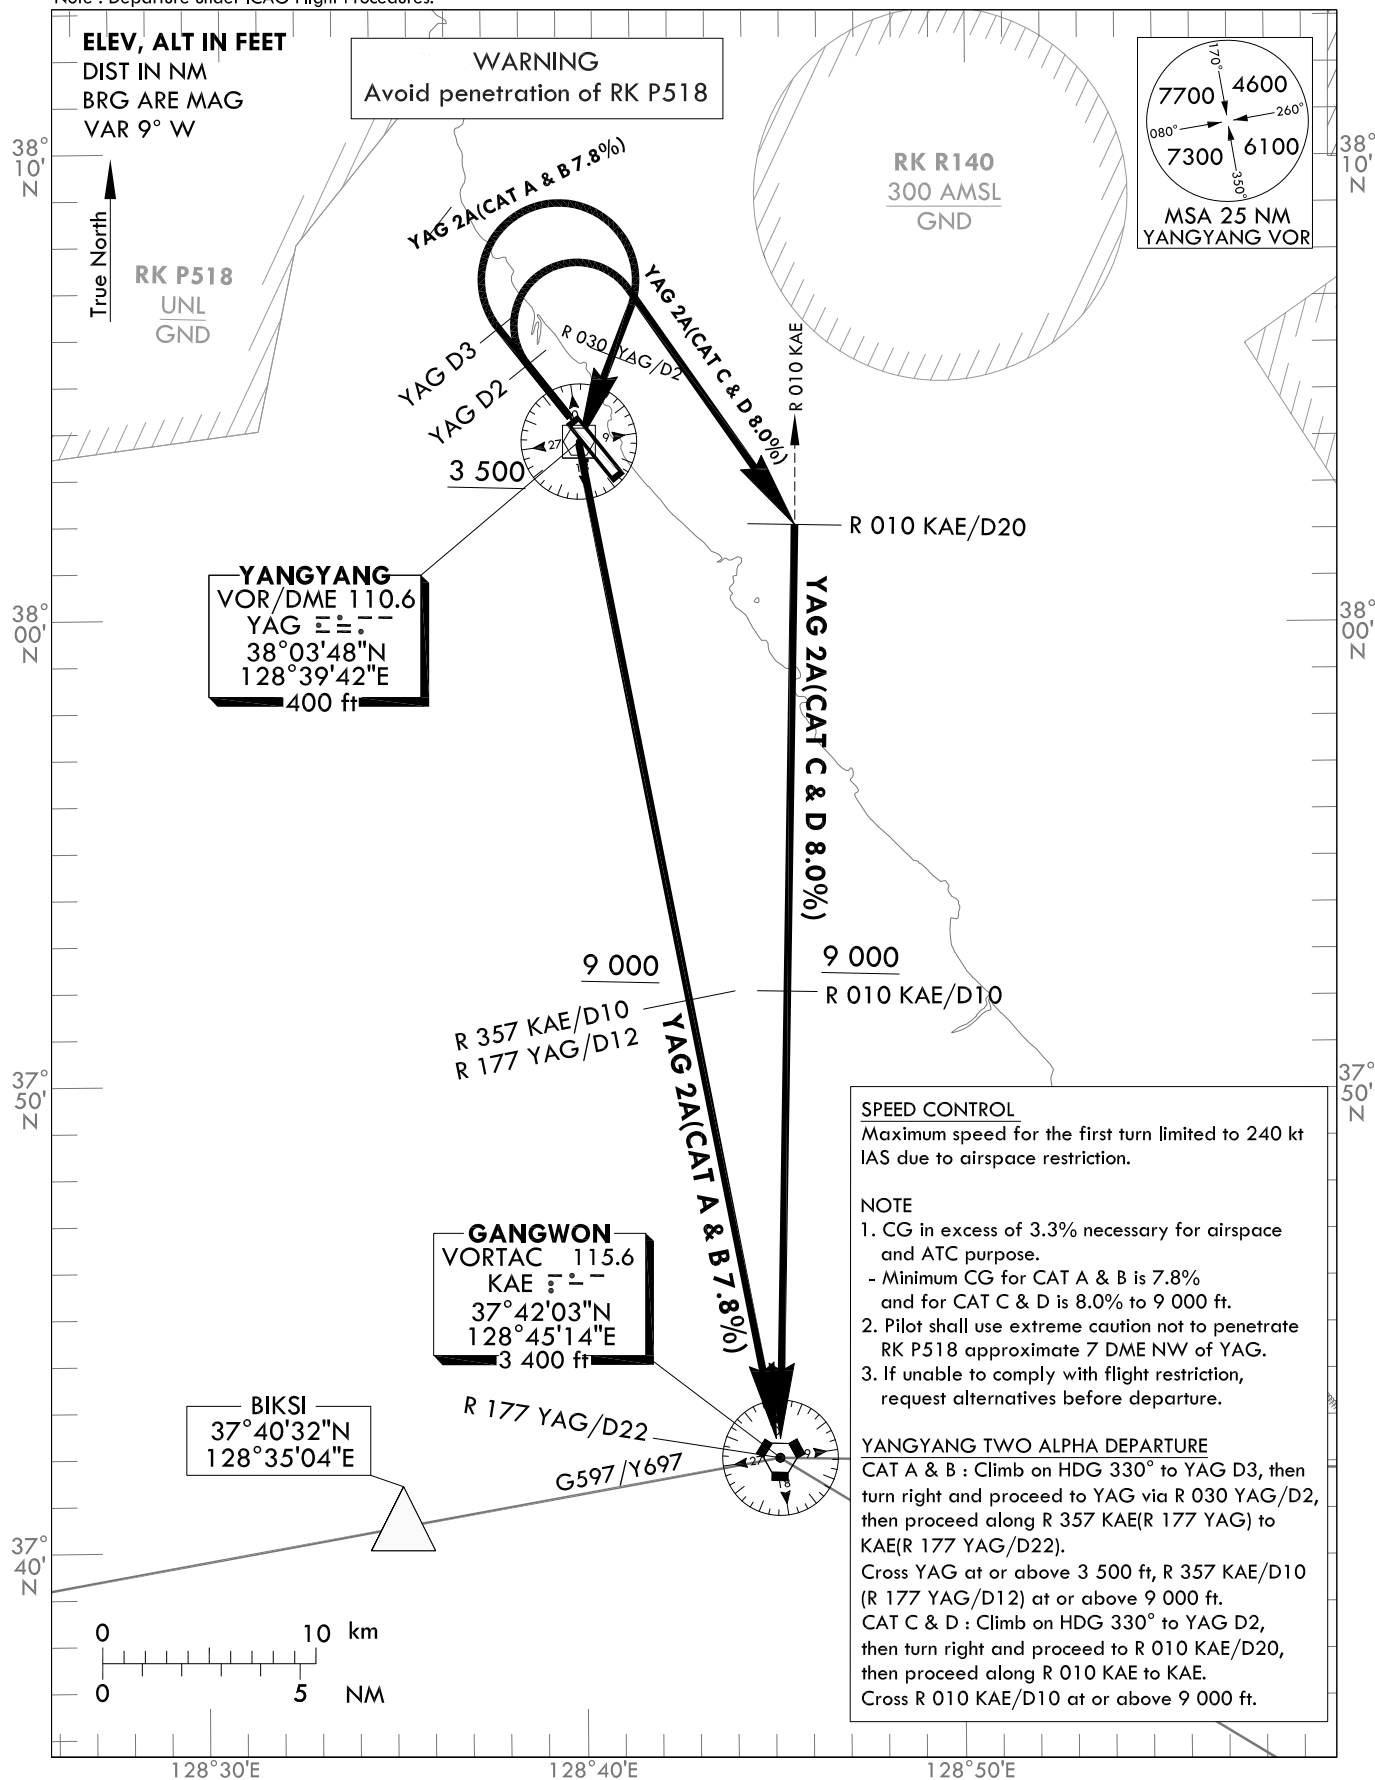 Note : Departure under ICAO Flight Procedures.
ELEV, ALT IN FEET
DIST IN NM
BRG ARE MAG
VAR 9° W
WARNING
Avoid penetration of RK P518
170°
7700
4600
260°
080°
7300
6100
350°
MSA 25 NM
YANGYANG VOR
38°
10'
N
38°
10'
N
True North
RK P518
UNL
GND
RK R140
300 AMSL
GND
YAG 2A(CAT A & B 7.8%)
YAG 2A(CAT C & D 8.0%)
YAG D3
YAG D2
R 030 YAG/D2
R 010 KAE
27
9
3 500
R 010 KAE/D20
YANGYANG
VOR/DME 110.6
YAG
38°03'48"N
128°39'42"E
400 ft
38°
00'
N
38°
00'
N
YAG 2A(CAT C & D 8.0%)
9 000
9 000
R 010 KAE/D10
R 357 KAE/D10
R 177 YAG/D12
YAG 2A(CAT A & B 7.8%)
37°
50'
N
37°
50'
N
GANGWON
VORTAC 115.6
KAE
37°42'03"N
128°45'14"E
3 400 ft
BIKSI
37°40'32"N
128°35'04"E
R 177 YAG/D22
G597/Y697
27
9
18
37°
40'
N
SPEED CONTROL
Maximum speed for the first turn limited to 240 kt
IAS due to airspace restriction.
NOTE
1. CG in excess of 3.3% necessary for airspace
and ATC purpose.
- Minimum CG for CAT A & B is 7.8%
and for CAT C & D is 8.0% to 9 000 ft.
2. Pilot shall use extreme caution not to penetrate
RK P518 approximate 7 DME NW of YAG.
3. If unable to comply with flight restriction,
request alternatives before departure.
YANGYANG TWO ALPHA DEPARTURE
CAT A & B : Climb on HDG 330° to YAG D3, then
turn right and proceed to YAG via R 030 YAG/D2,
then proceed along R 357 KAE(R 177 YAG) to
KAE(R 177 YAG/D22).
Cross YAG at or above 3 500 ft, R 357 KAE/D10
(R 177 YAG/D12) at or above 9 000 ft.
CAT C & D : Climb on HDG 330° to YAG D2,
then turn right and proceed to R 010 KAE/D20,
then proceed along R 010 KAE to KAE.
Cross R 010 KAE/D10 at or above 9 000 ft.
0 10 km
0 5 NM
128°30'E
128°40'E
128°50'E